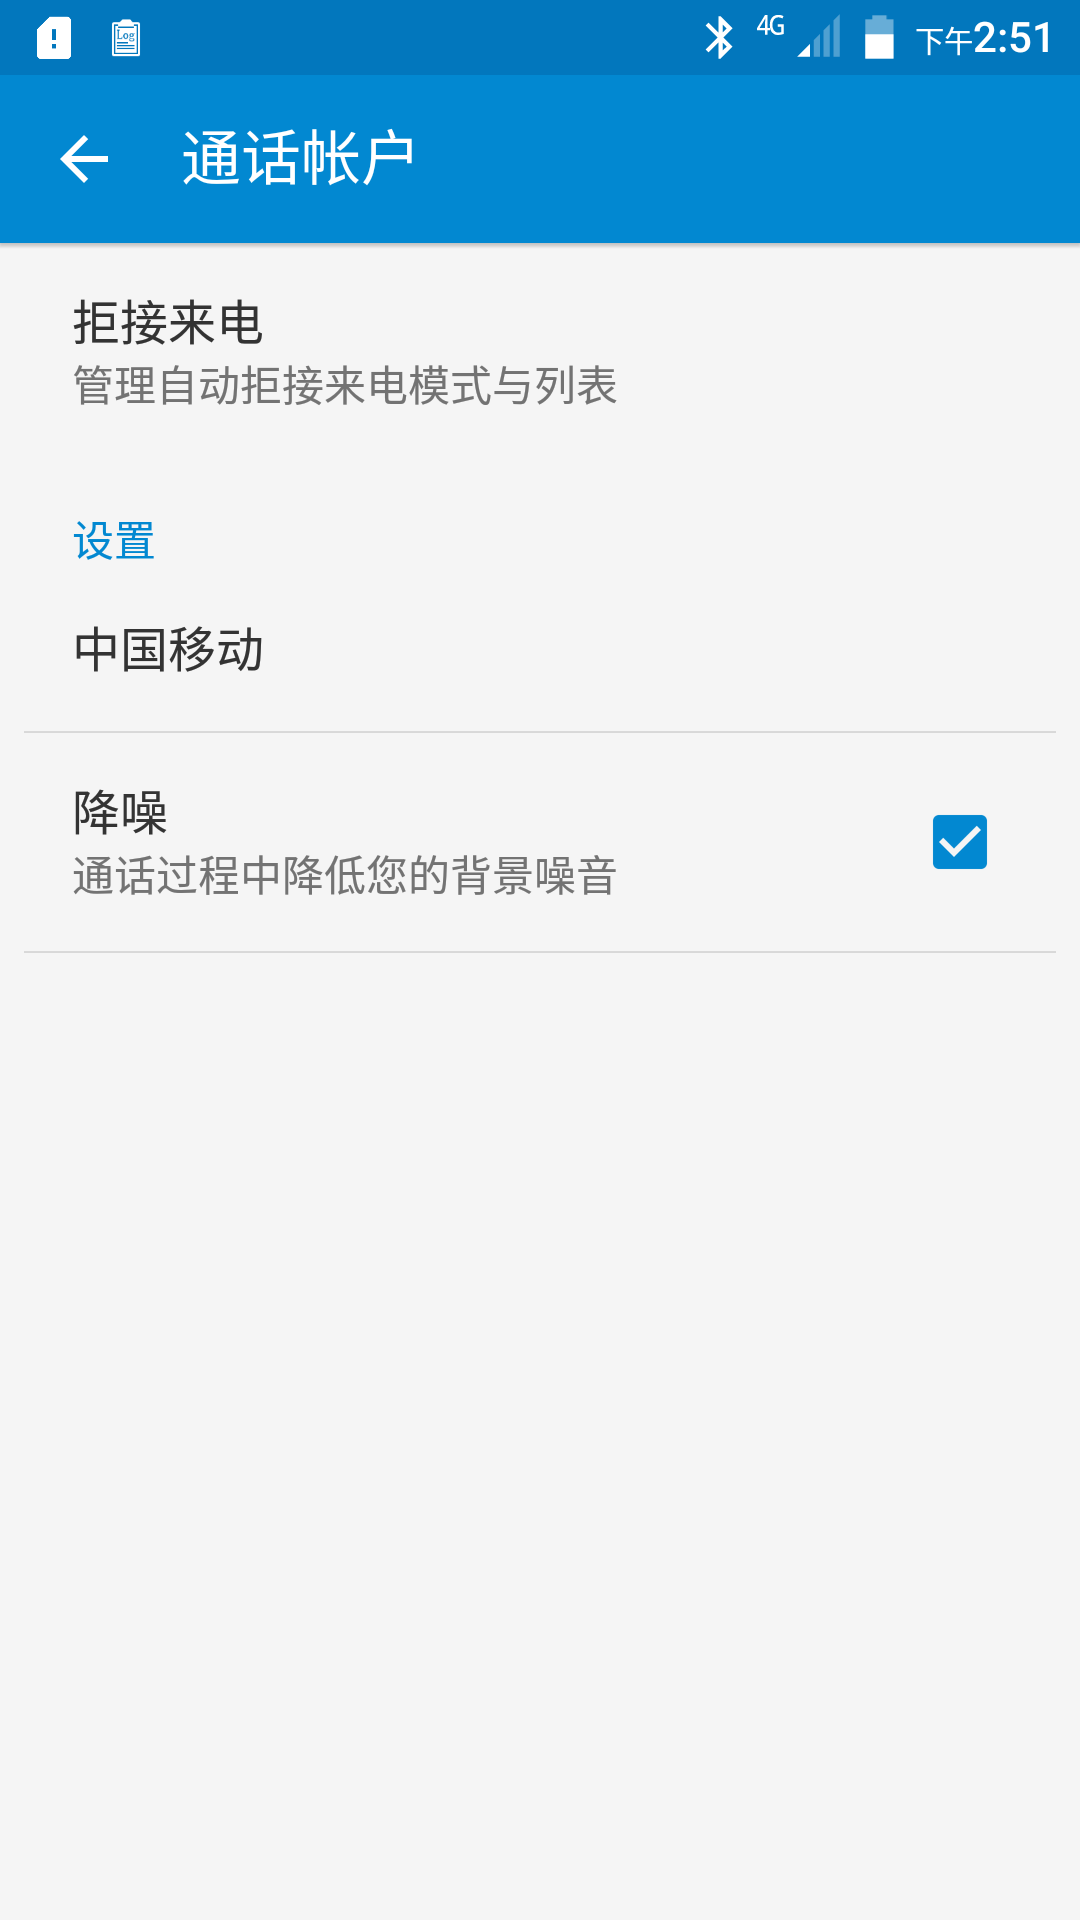 Log
4G
下午2:51
通话帐户
拒接来电
管理自动拒接来电模式与列表
设置
中国移动
降噪
通话过程中降低您的背景噪音